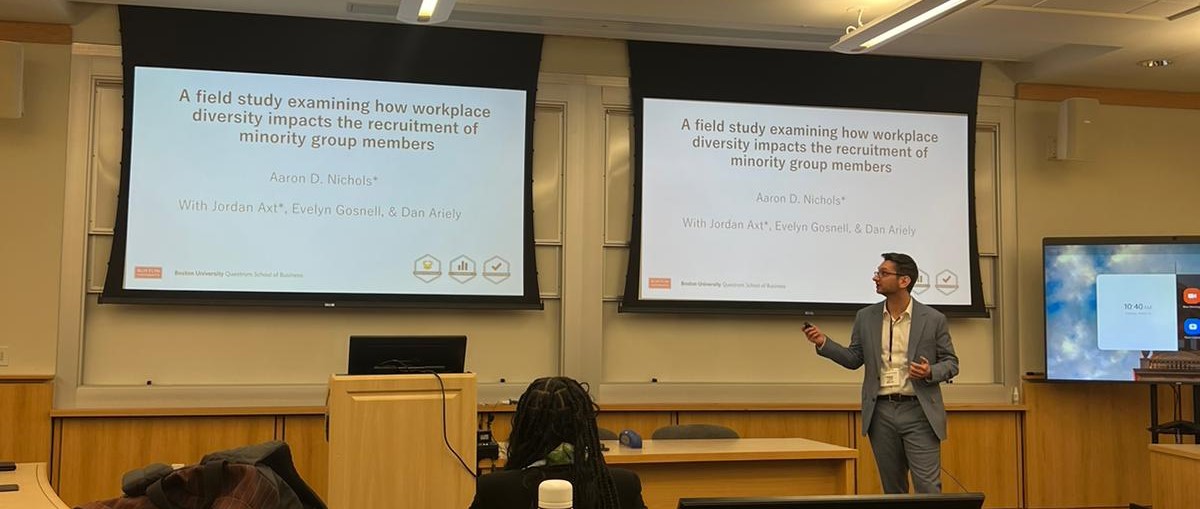 A field study examining how workplace
diversity impacts the recruitment of
minority group members
Aaron D. Nichols*
With Jordan Axt*, Evelyn Gosnell, & Dan Ariely
Boston University Questrom School of Business
A field study examining how workplace
diversity impacts the recruitment of
minority group members
Aaron D. Nichols*
With Jordan Axt*, Evelyn Gosnell, & Dan Ariely
Boston University Questrom School of Business
10:40